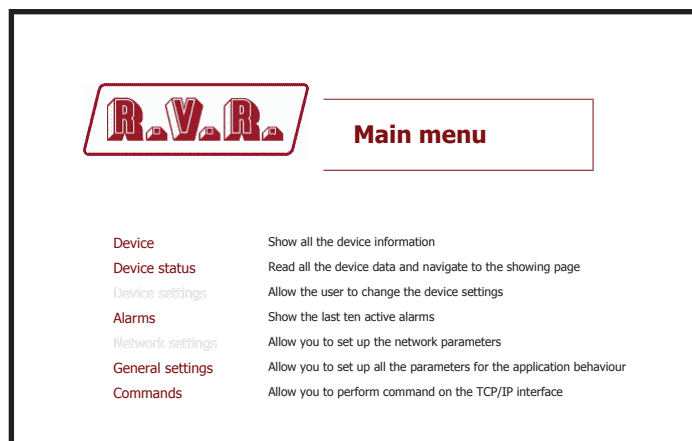 R.V.R.
Main menu
Device Show all the device information
Device status Read all the device data and navigate to the showing page
Device settings Allow the user to change the device settings
Alarms Show the last ten active alarms
Network settings Allow you to set up the network parameters
General settings Allow you to set up all the parameters for the application behaviour
Commands Allow you to perform command on the TCP/IP interface